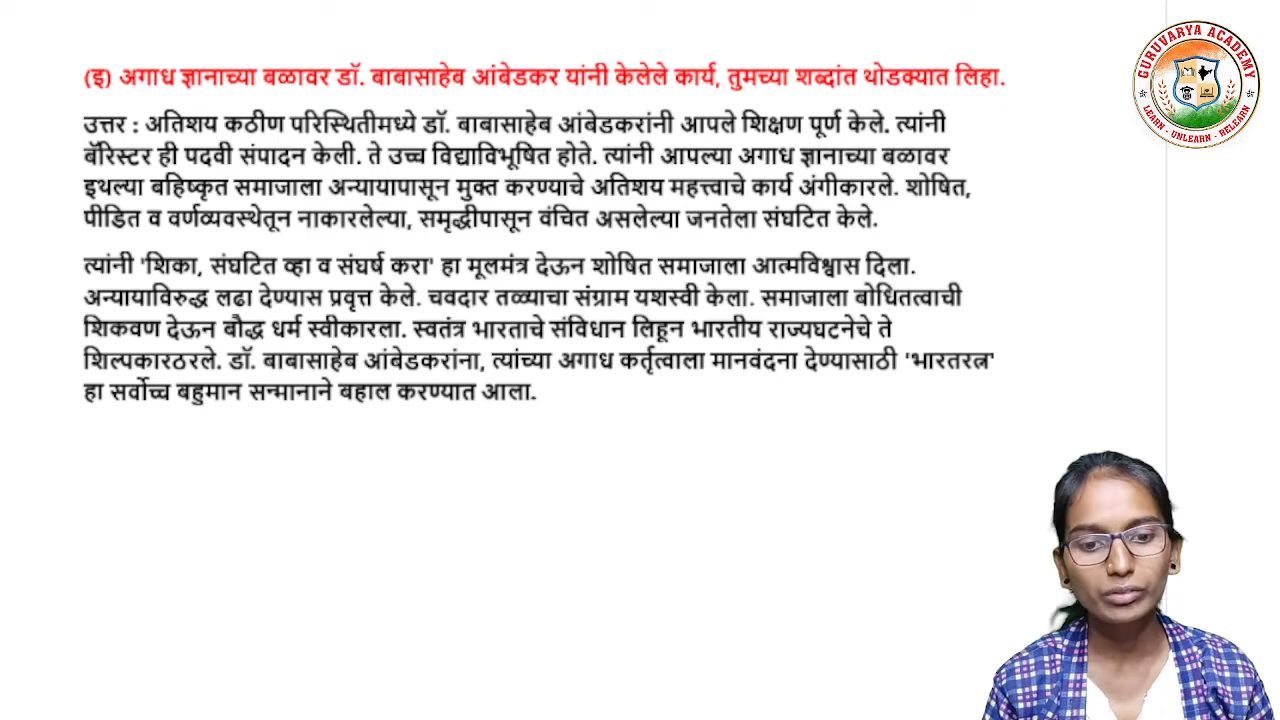 (इ) अगाध ज्ञानाच्या बळावर डॉ. बाबासाहेब आंबेडकर यांनी केलेले कार्य, तुमच्या शब्दांत थोडक्यात लिहा.
उत्तर : अतिशय कठीण परिस्थितीमध्ये डॉ. बाबासाहेब आंबेडकरांनी आपले शिक्षण पूर्ण केले. त्यांनी
बॅरिस्टर ही पदवी संपादन केली. ते उच्च विद्याविभूषित होते. त्यांनी आपल्या अगाध ज्ञानाच्या बळावर
इथल्या बहिष्कृत समाजाला अन्यायापासून मुक्त करण्याचे अतिशय महत्त्वाचे कार्य अंगीकारले. शोषित,
पीडित व वर्णव्यवस्थेतून नाकारलेल्या, समृद्धीपासून वंचित असलेल्या जनतेला संघटित केले.
त्यांनी 'शिका, संघटित व्हा व संघर्ष करा' हा मूलमंत्र देऊन शोषित समाजाला आत्मविश्वास दिला.
अन्यायाविरुद्ध लढा देण्यास प्रवृत्त केले. चवदार तळ्याचा संग्राम यशस्वी केला. समाजाला बोधितत्वाची
शिकवण देऊन बौद्ध धर्म स्वीकारला. स्वतंत्र भारताचे संविधान लिहून भारतीय राज्यघटनेचे ते
शिल्पकारठरले. डॉ. बाबासाहेब आंबेडकरांना, त्यांच्या अगाध कर्तृत्वाला मानवंदना देण्यासाठी 'भारतरत्न'
हा सर्वोच्च बहुमान सन्मानाने बहाल करण्यात आला.
GURUVARYA ACADEMY
LEARN - UNLEARN - RELEARN